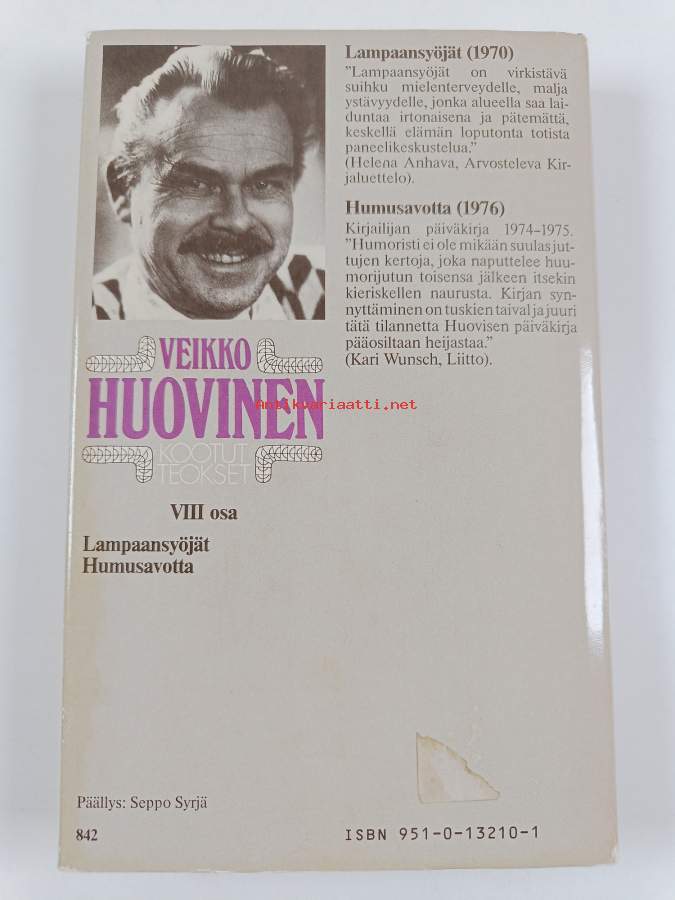 Lampaansyöjät (1970)
”Lampaansyöjät on virkistävä
suihku mielenterveydelle, malja
ystävyydelle, jonka alueella saa lai-
duntaa irtonaisena ja pätemättä,
keskellä elämän loputonta totista
paneelikeskustelua.”
(Helena Anhava, Arvosteleva Kir-
jaluettelo).
Humusavotta (1976)
Kirjailijan päiväkirja 1974–1975.
”Humoristi ei ole mikään suulas jut-
tujen kertoja, joka naputtelee huu-
morijutun toisensa jälkeen itsekin
kieriskellen naurusta. Kirjan syn-
nyttäminen on tuskien taival ja juuri
tätä tilannetta Huovisen päiväkirja
pääosiltaan heijastaa.”
(Kari Wunsch, Liitto).
VEIKKO
HUOVINEN
Antikvariaatti.net
KOOTUT
TEOKSET
VIII osa
Lampaansyöjät
Humusavotta
Päällys: Seppo Syrjä
842
ISBN 951-0-13210-1